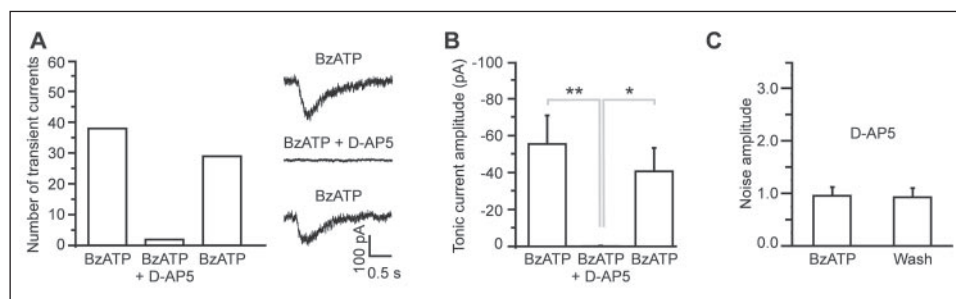 A
Number of transient currents
60
50
40
30
20
10
0
BzATP
BzATP
+ D-AP5
BzATP
BzATP
BzATP + D-AP5
BzATP
100 pA
0.5 s
B
Tonic current amplitude (pA)
-100
-80
-60
-40
-20
0
**
*
BzATP
BzATP
+ D-AP5
BzATP
C
Noise amplitude
3.0
2.0
1.0
0.0
D-AP5
BzATP
Wash